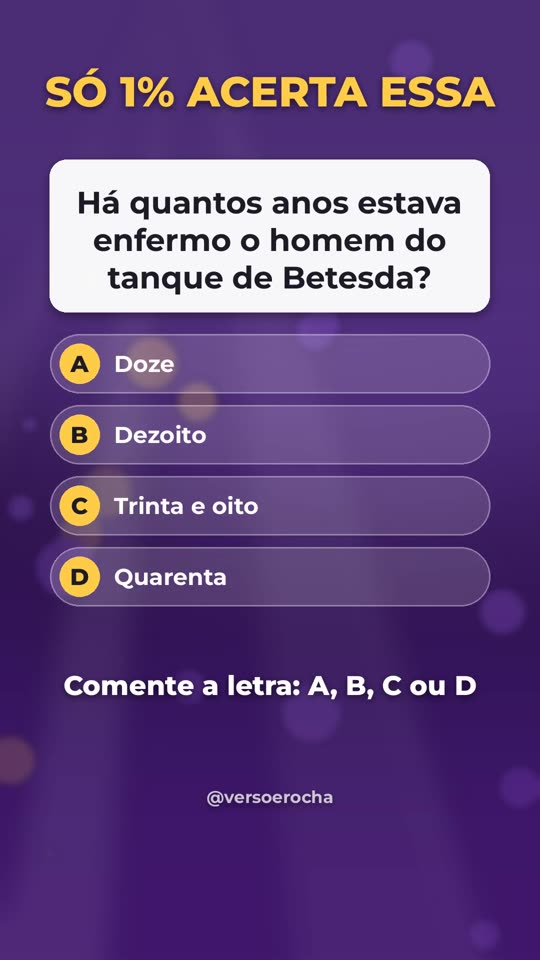 SÓ 1% ACERTA ESSA
Há quantos anos estava
enfermo o homem do
tanque de Betesda?
A Doze
B Dezoito
C Trinta e oito
D Quarenta
Comente a letra: A, B, C ou D
@versoerocha